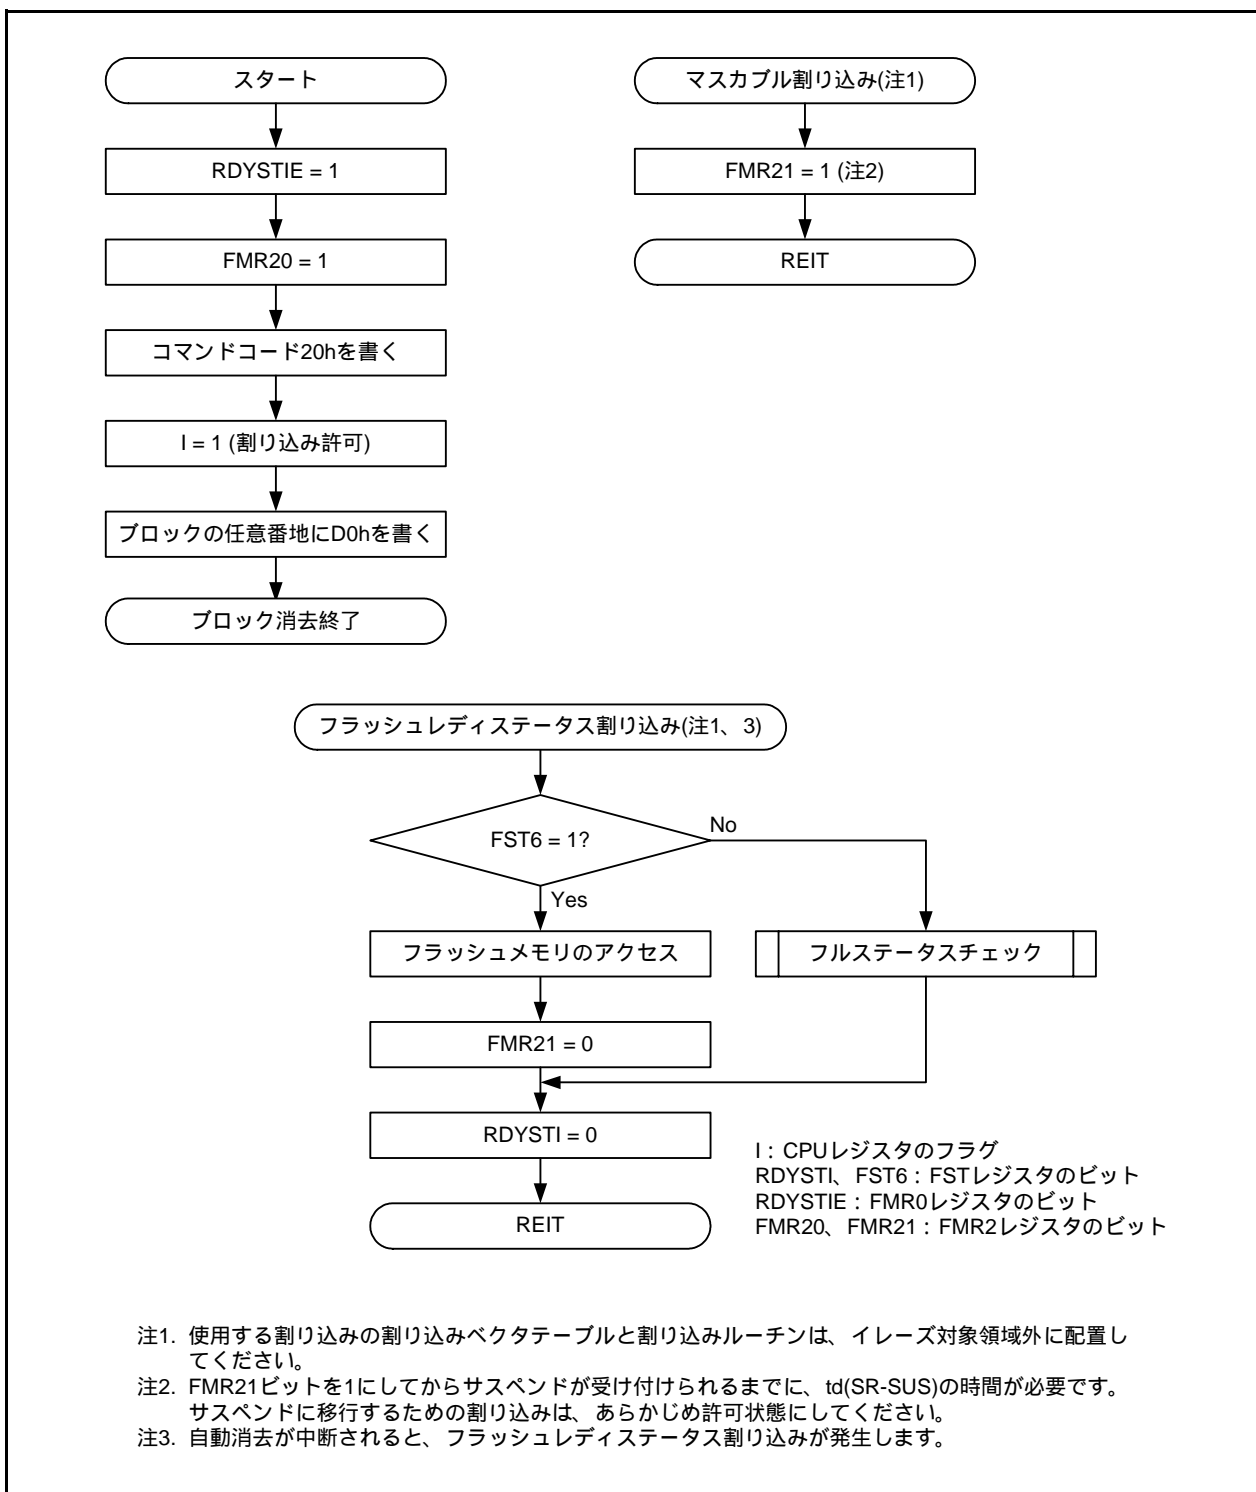 スタート
RDYSTIE = 1
FMR20 = 1
コマンドコード20hを書く
I = 1 (割り込み許可)
ブロックの任意番地にD0hを書く
ブロック消去終了
マスカブル割り込み(注1)
FMR21 = 1 (注2)
REIT
フラッシュレディステータス割り込み(注1、3)
FST6 = 1?
No
Yes
フラッシュメモリのアクセス
フルステータスチェック
FMR21 = 0
RDYSTI = 0
REIT
I：CPUレジスタのフラグ
RDYSTI、FST6：FSTレジスタのビット
RDYSTIE：FMR0レジスタのビット
FMR20、FMR21：FMR2レジスタのビット
注1. 使用する割り込みの割り込みベクタテーブルと割り込みルーチンは、イレーズ対象領域外に配置し
てください。
注2. FMR21ビットを1にしてからサスペンドが受け付けられるまでに、td(SR-SUS)の時間が必要です。
サスペンドに移行するための割り込みは、あらかじめ許可状態にしてください。
注3. 自動消去が中断されると、フラッシュレディステータス割り込みが発生します。